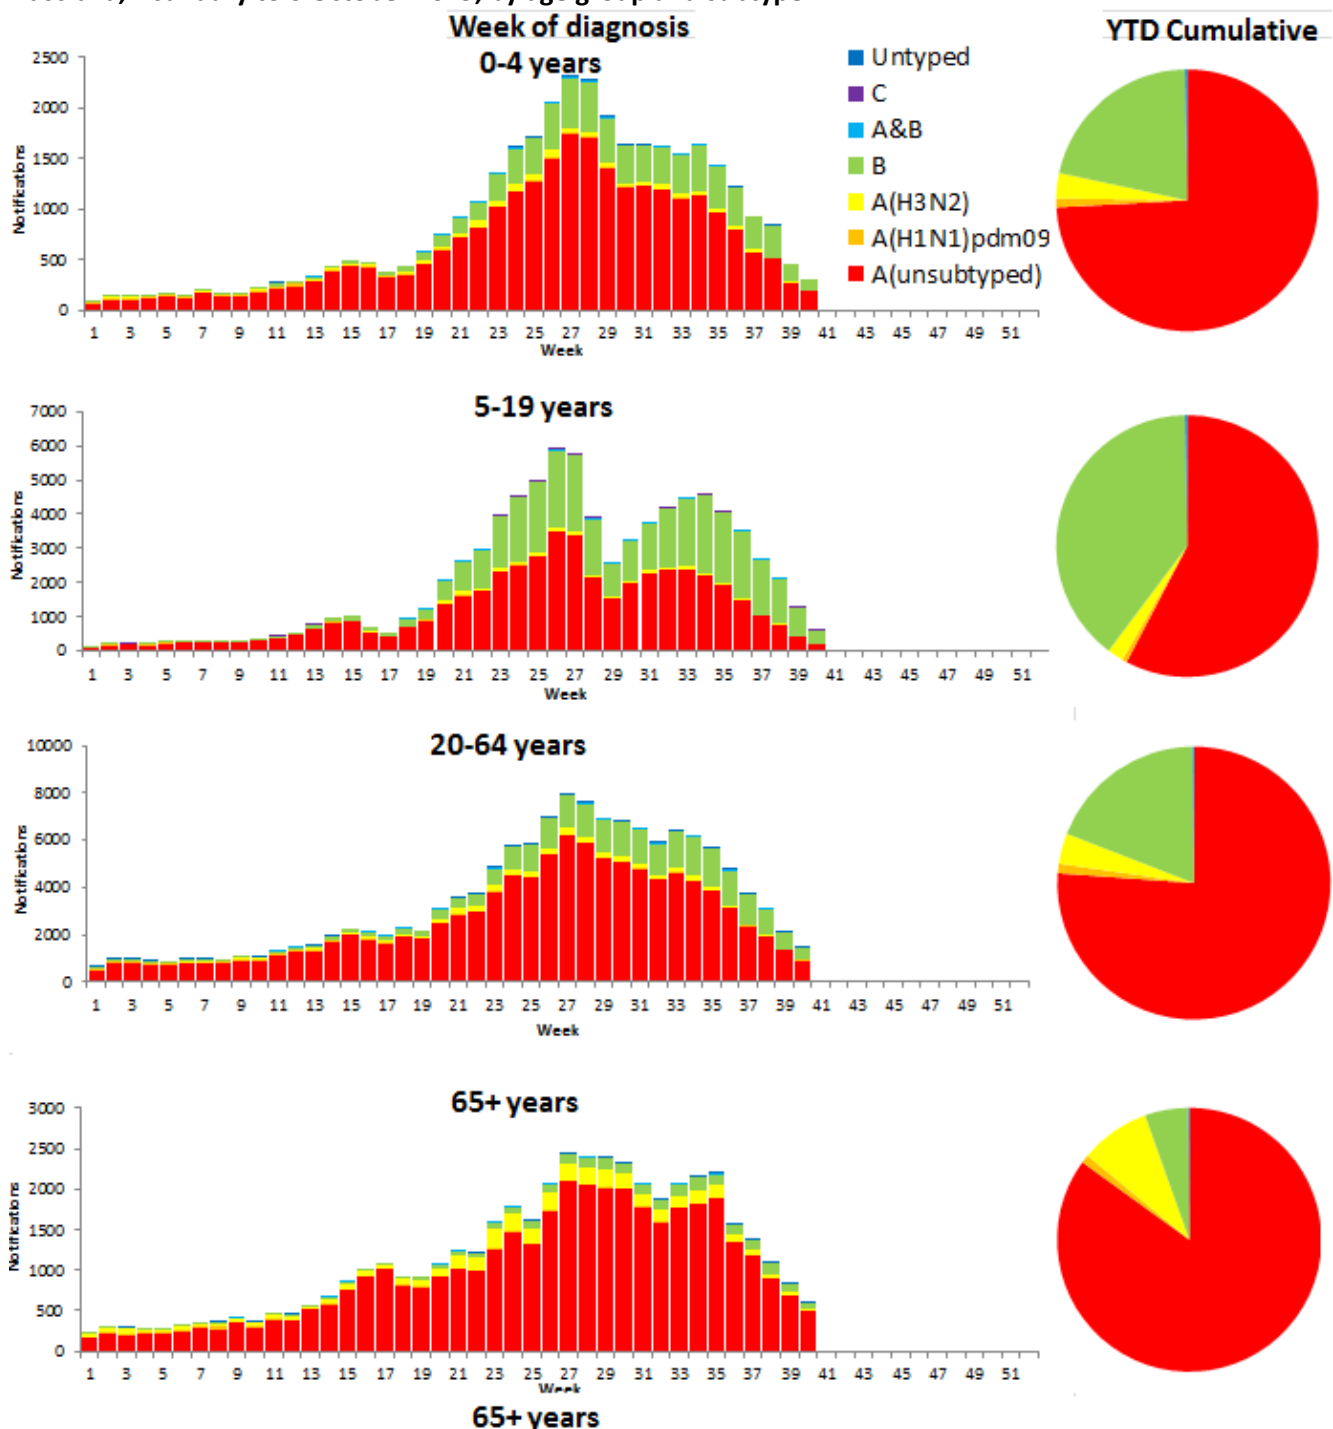 Week of diagnosis
YTD Cumulative
0-4 years
Untyped
C
A&B
B
A(H3N2)
A(H1N1)pdm09
A(unsubtyped)
Notifications
2500
2000
1500
1000
500
0
1 3 5 7 9 11 13 15 17 19 21 23 25 27 29 31 33 35 37 39 41 43 45 47 49 51
Week
5-19 years
Notifications
7000
6000
5000
4000
3000
2000
1000
0
1 3 5 7 9 11 13 15 17 19 21 23 25 27 29 31 33 35 37 39 41 43 45 47 49 51
Week
20-64 years
Notifications
10000
8000
6000
4000
2000
0
1 3 5 7 9 11 13 15 17 19 21 23 25 27 29 31 33 35 37 39 41 43 45 47 49 51
Week
65+ years
Notifications
3000
2500
2000
1500
1000
500
0
1 3 5 7 9 11 13 15 17 19 21 23 25 27 29 31 33 35 37 39 41 43 45 47 49 51
Week
65+ years